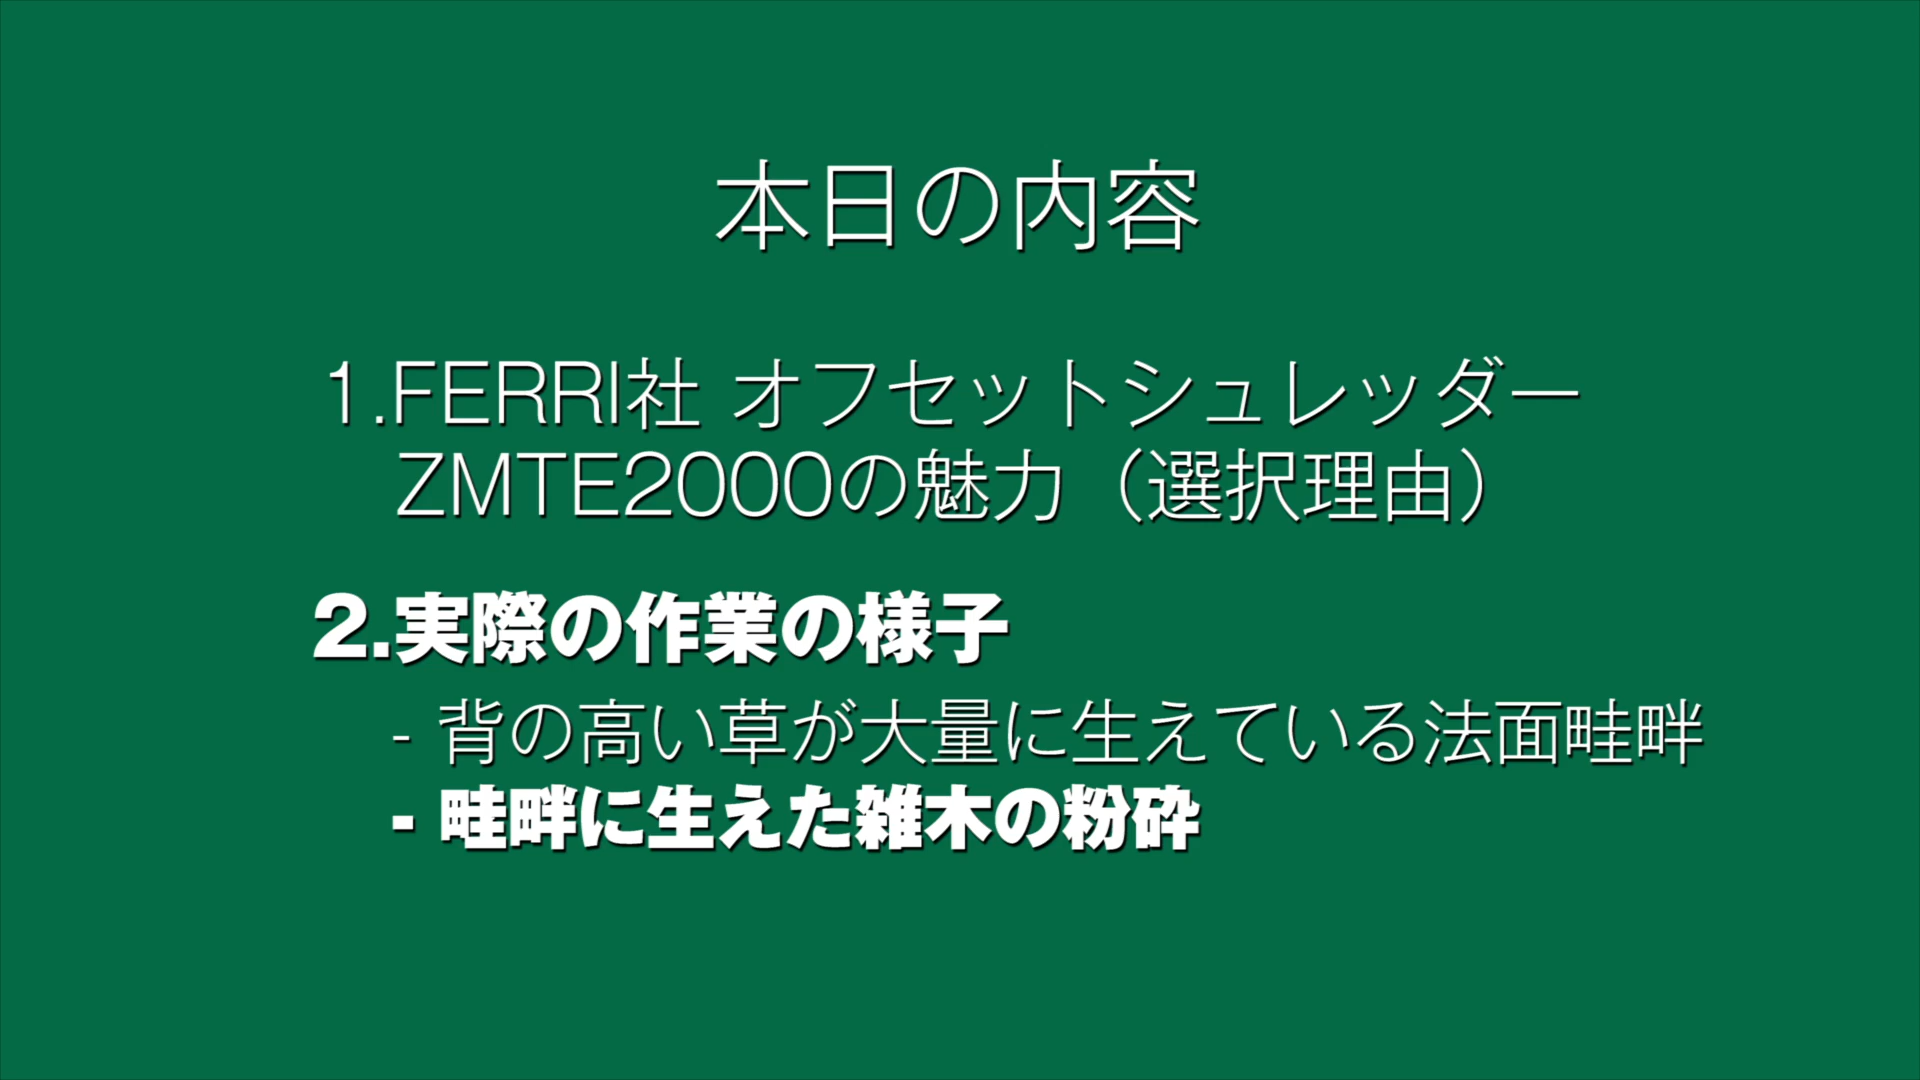 本日の内容
1.FERRI社 オフセットシュレッダー
ZMTE2000の魅力（選択理由）
2.実際の作業の様子
- 背の高い草が大量に生えている法面畦畔
- 畦畔に生えた雑木の粉砕